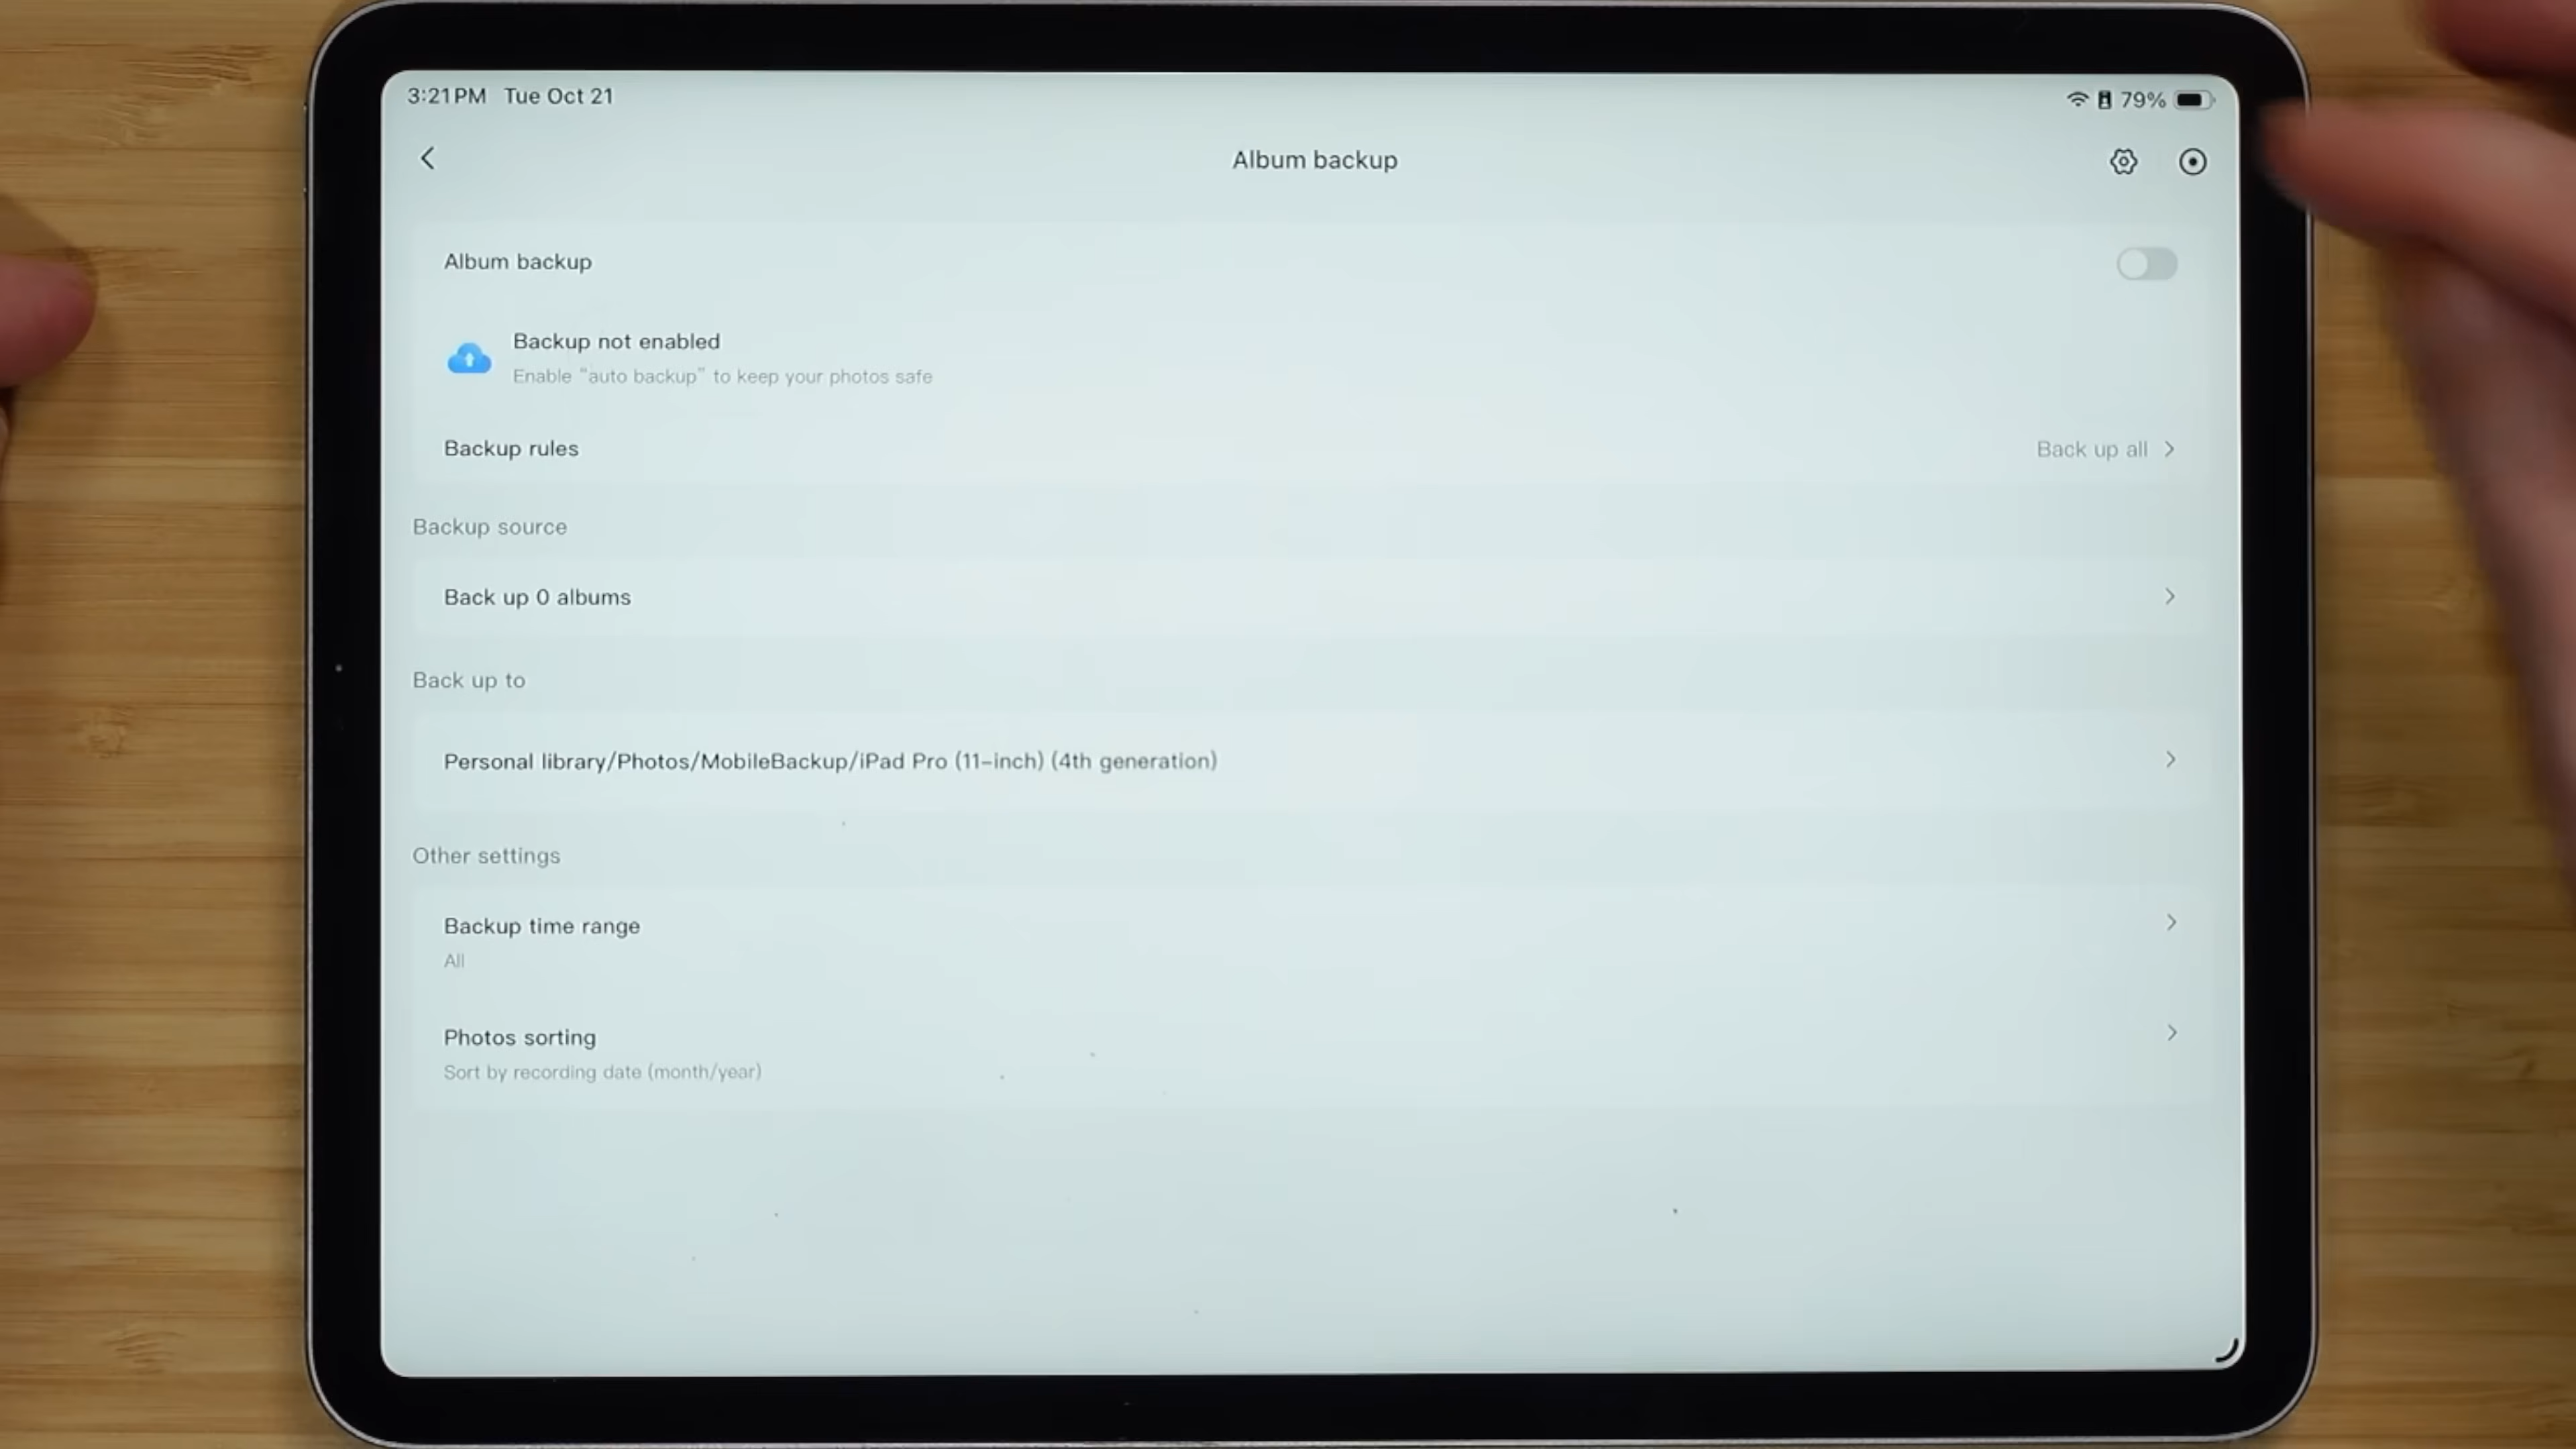 3:21 PM Tue Oct 21
79%
Album backup
Album backup
Backup not enabled
Enable “auto backup” to keep your photos safe
Backup rules
Back up all
Backup source
Back up 0 albums
Back up to
Personal library/Photos/MobileBackup/iPad Pro (11-inch) (4th generation)
Other settings
Backup time range
All
Photos sorting
Sort by recording date (month/year)